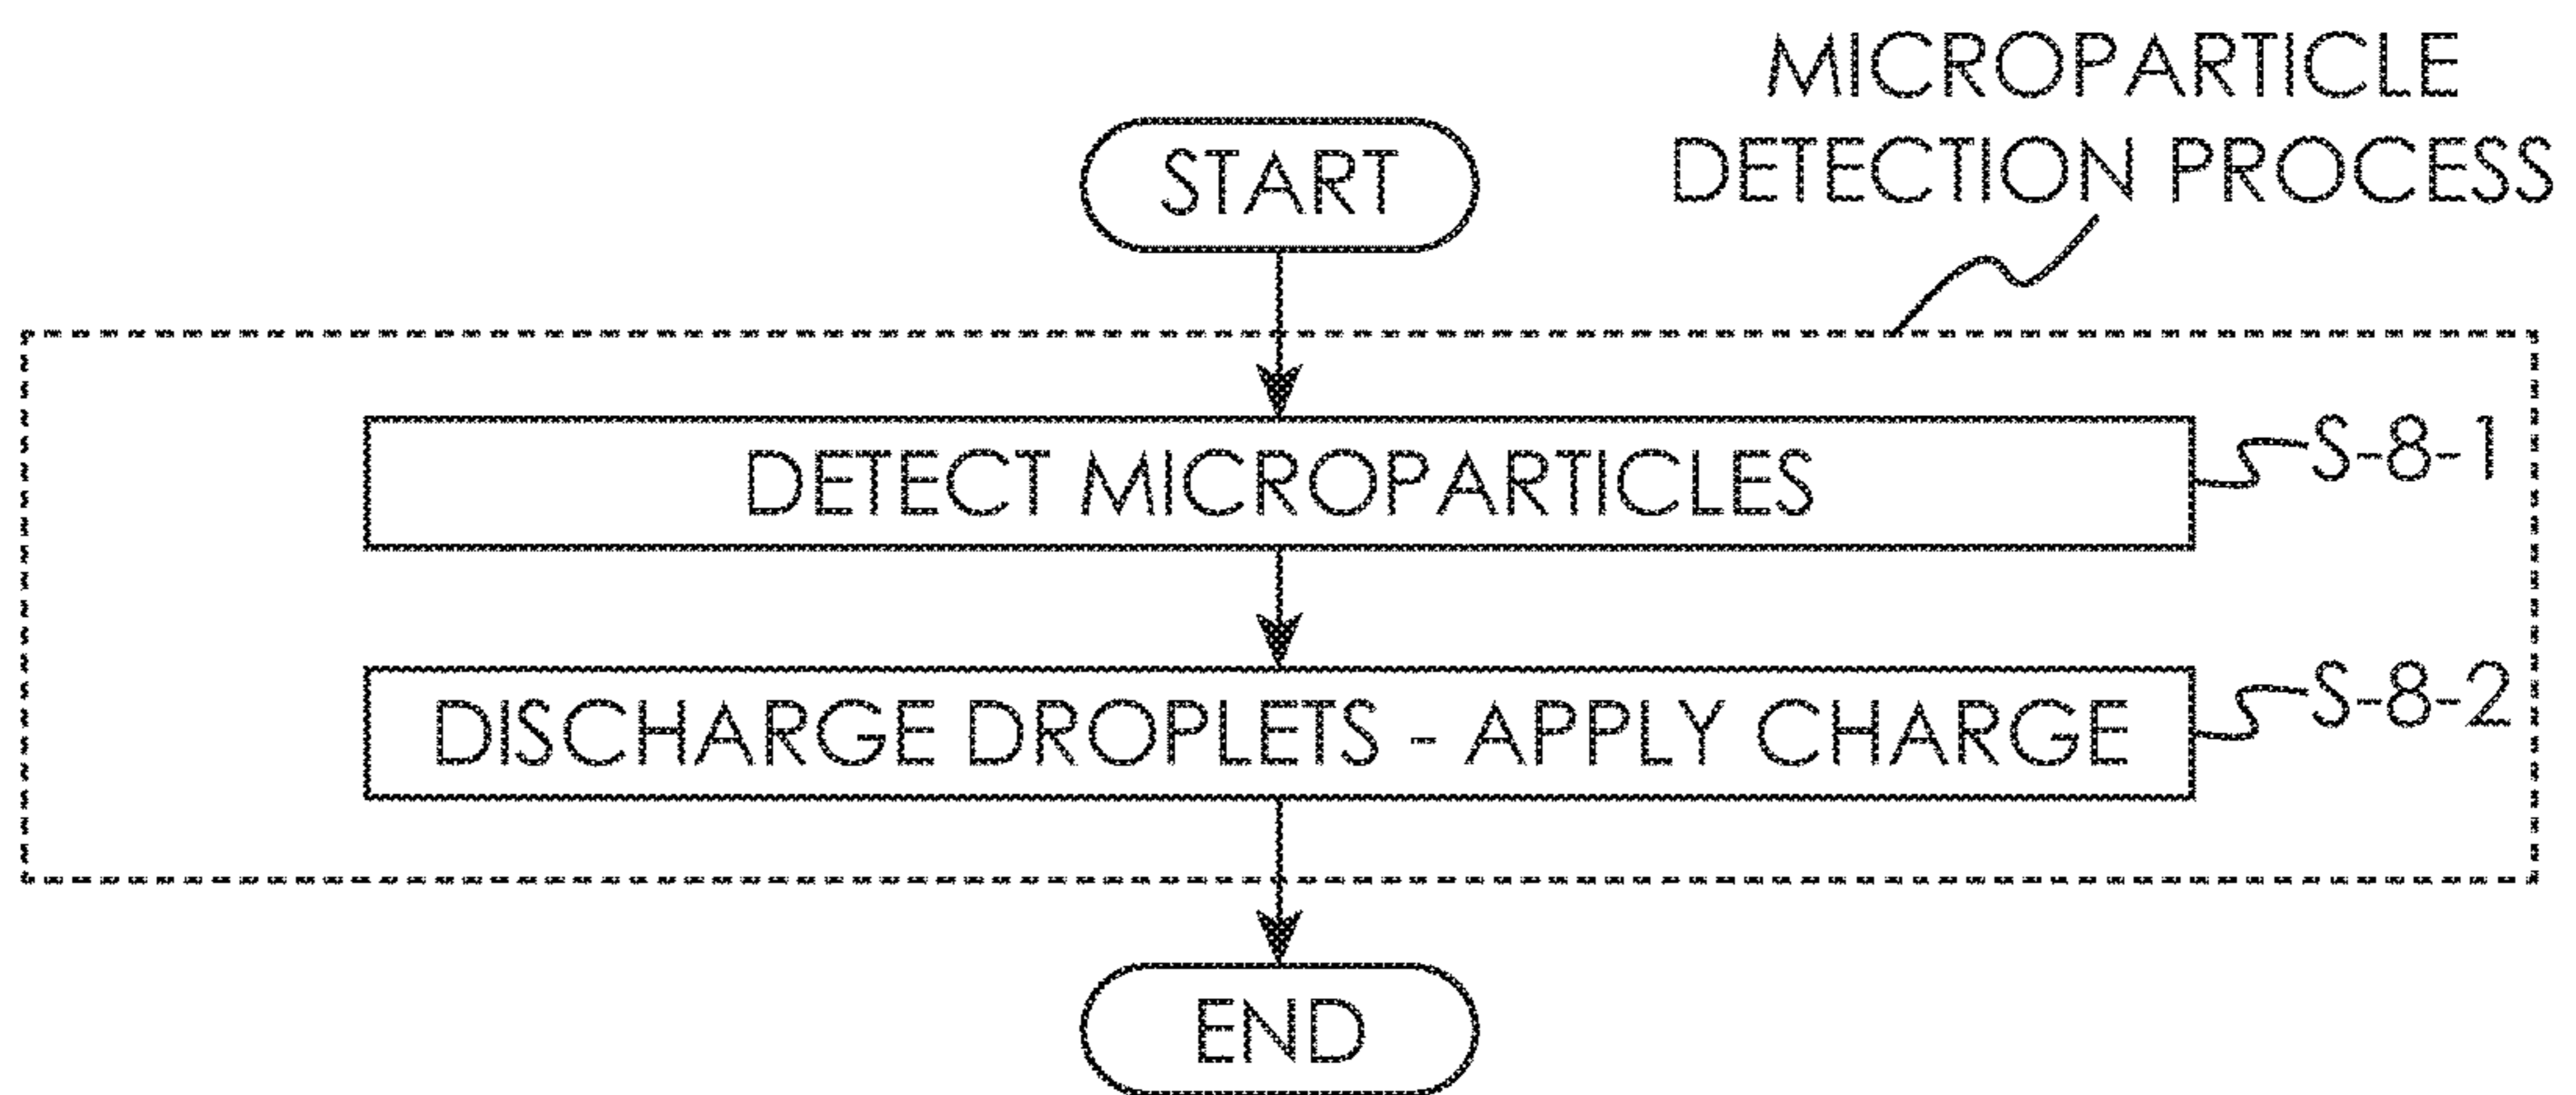 MICROPARTICLE
DETECTION PROCESS
START
DETECT MICROPARTICLES
S-8-1
DISCHARGE DROPLETS - APPLY CHARGE
S-8-2
END